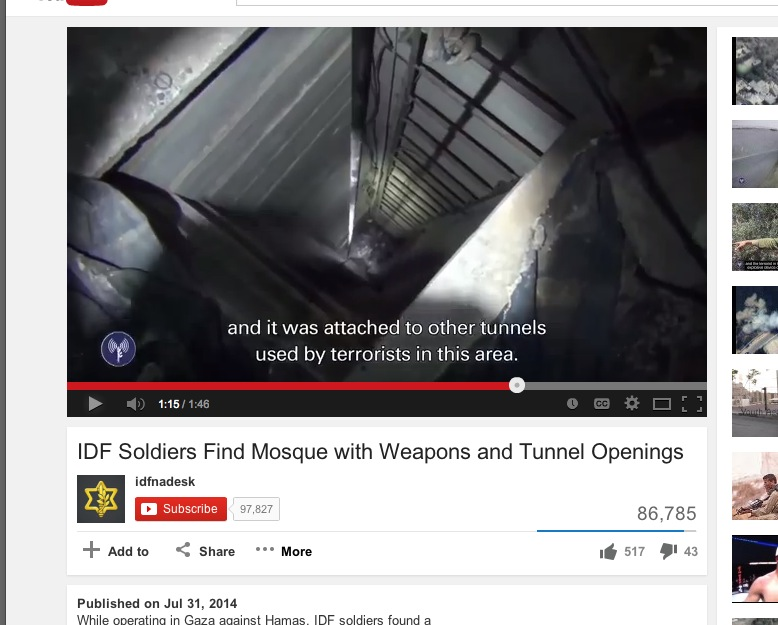 and it was attached to other tunnels
used by terrorists in this area.
1:15 / 1:46
CC
IDF Soldiers Find Mosque with Weapons and Tunnel Openings
idfnadesk
Subscribe
97,827
86,785
Add to
Share
More
517
43
Published on Jul 31, 2014
While operating in Gaza against Hamas, IDF soldiers found a